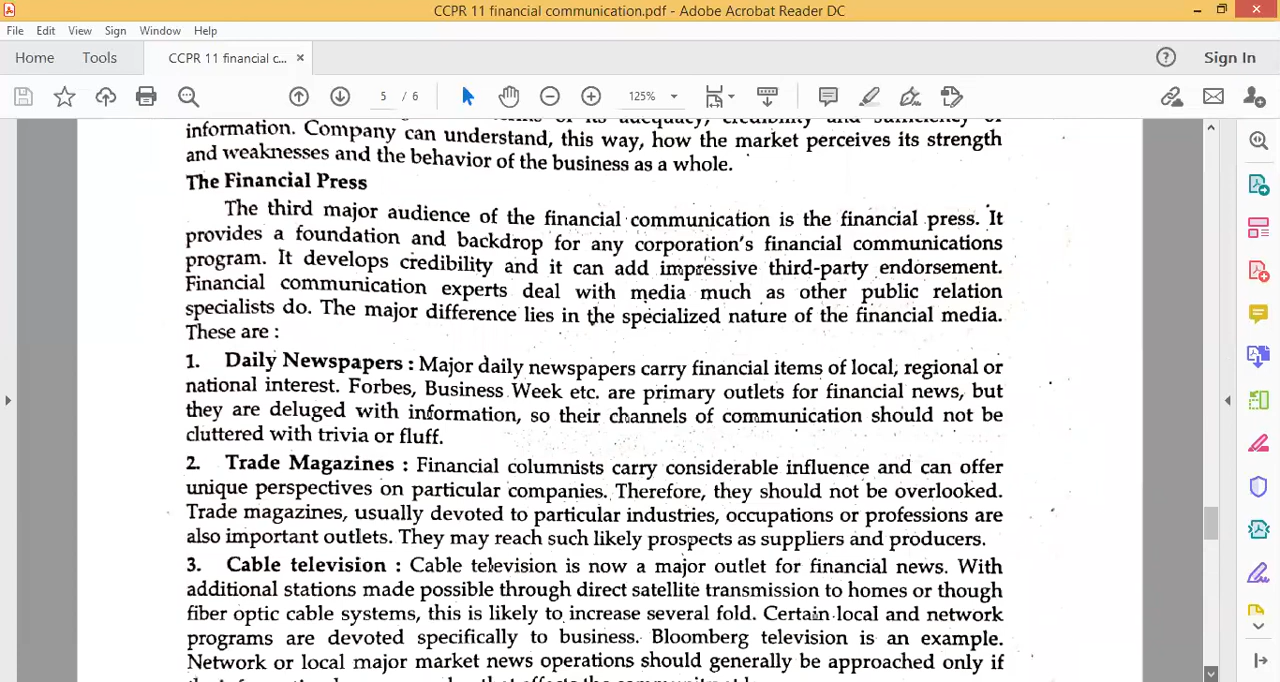 CCPR 11 financial communication.pdf - Adobe Acrobat Reader DC
File Edit View Sign Window Help
Home Tools CCPR 11 financial c... × Sign In
5 / 6 125%
information. Company can understand, this way, how the market perceives its strength
and weaknesses and the behavior of the business as a whole.
The Financial Press
The third major audience of the financial communication is the financial press. It
provides a foundation and backdrop for any corporation's financial communications
program. It develops credibility and it can add impressive third-party endorsement.
Financial communication experts deal with media much as other public relation
specialists do. The major difference lies in the specialized nature of the financial media.
These are :
1. Daily Newspapers : Major daily newspapers carry financial items of local, regional or
national interest. Forbes, Business Week etc. are primary outlets for financial news, but
they are deluged with information, so their channels of communication should not be
cluttered with trivia or fluff.
2. Trade Magazines : Financial columnists carry considerable influence and can offer
unique perspectives on particular companies. Therefore, they should not be overlooked.
Trade magazines, usually devoted to particular industries, occupations or professions are
also important outlets. They may reach such likely prospects as suppliers and producers.
3. Cable television : Cable television is now a major outlet for financial news. With
additional stations made possible through direct satellite transmission to homes or though
fiber optic cable systems, this is likely to increase several fold. Certain local and network
programs are devoted specifically to business. Bloomberg television is an example.
Network or local major market news operations should generally be approached only if